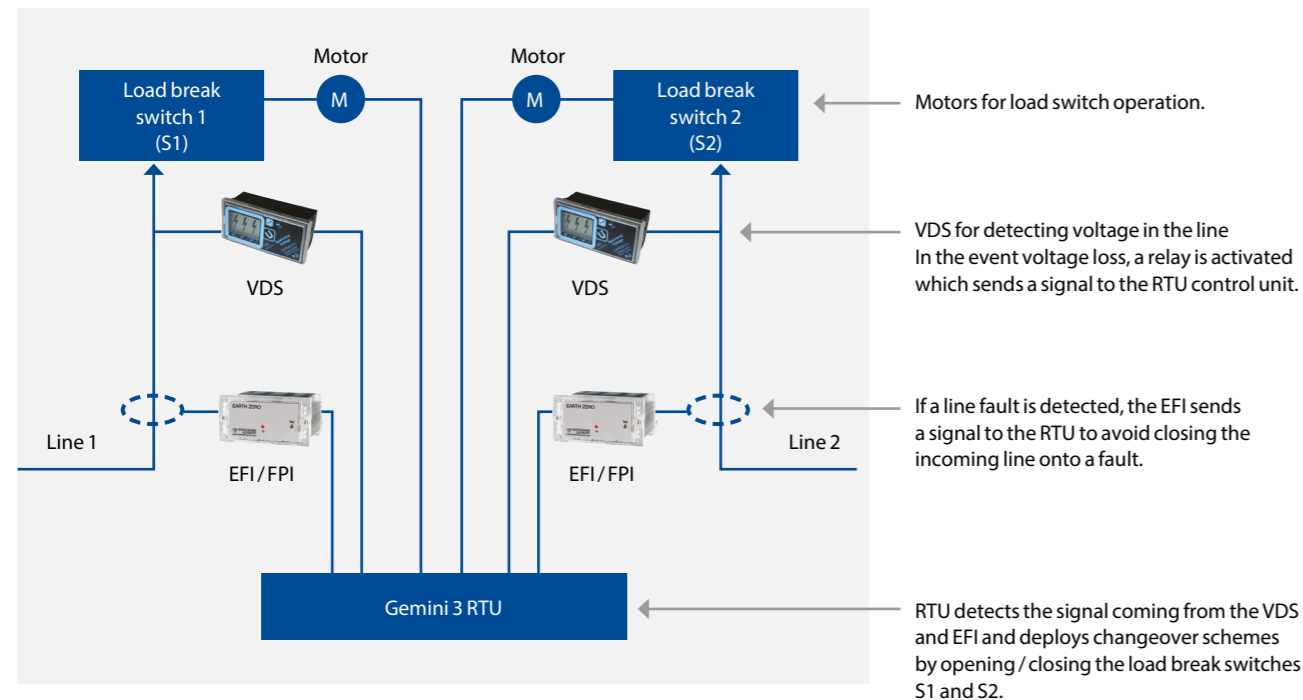 Motor
Motor
Load break
switch 1
(S1)
M
M
Load break
switch 2
(S2)
Motors for load switch operation.
VDS
VDS
VDS for detecting voltage in the line
In the event voltage loss, a relay is activated
which sends a signal to the RTU control unit.
EARTH ZERO
EARTH ZERO
Line 1
EFI / FPI
EFI / FPI
Line 2
If a line fault is detected, the EFI sends
a signal to the RTU to avoid closing the
incoming line onto a fault.
Gemini 3 RTU
RTU detects the signal coming from the VDS
and EFI and deploys changeover schemes
by opening / closing the load break switches
S1 and S2.